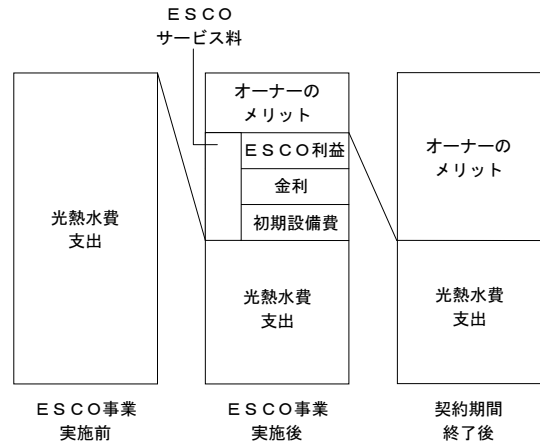 ＥＳＣＯ
サービス料
光熱水費
支出
オーナーの
メリット
ＥＳＣＯ利益
金利
初期設備費
光熱水費
支出
オーナーの
メリット
光熱水費
支出
ＥＳＣＯ事業
実施前
ＥＳＣＯ事業
実施後
契約期間
終了後